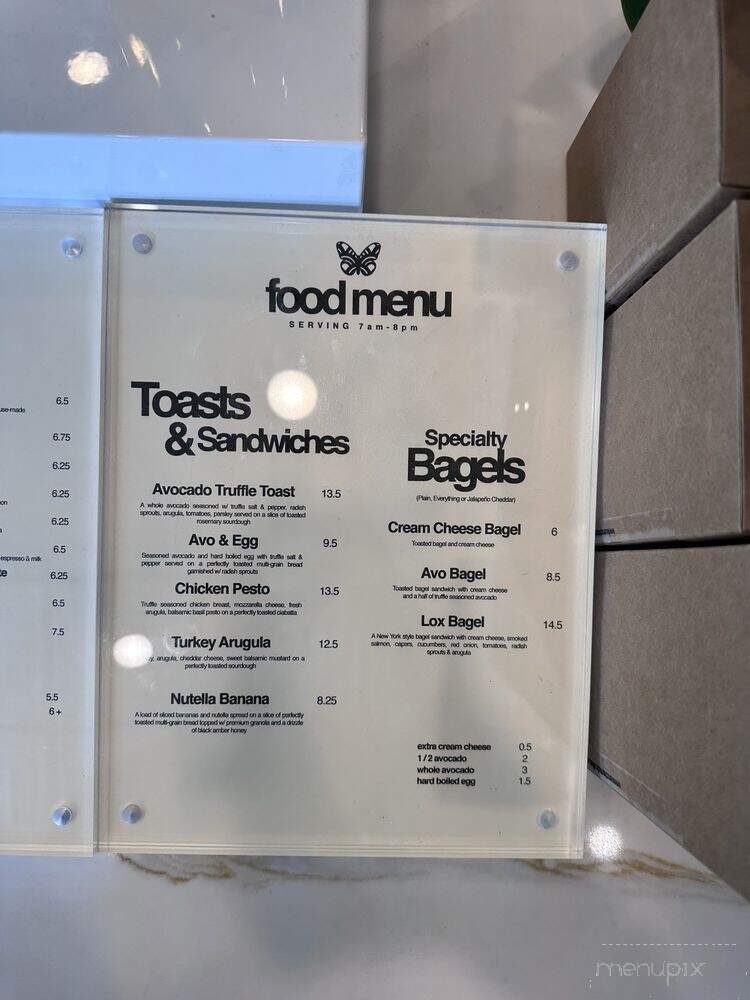 use-made
6.5
6.75
6.25
6.25
6.25
6.5
espresso & milk
6.25
6.5
7.5
5.5
6+
food menu
SERVING 7am-8pm
Toasts
& Sandwiches
Avocado Truffle Toast 13.5
A whole avocado seasoned w/ truffle salt & pepper, radish
sprouts, arugula, tomatoes, parsley served on a slice of toasted
rosemary sourdough
Avo & Egg 9.5
Seasoned avocado and hard boiled egg with truffle salt &
pepper served on a perfectly toasted multi-grain bread
garnished w/ radish sprouts
Chicken Pesto 13.5
Truffle seasoned chicken breast, mozzarella cheese, fresh
arugula, balsamic basil pesto on a perfectly toasted ciabatta
Turkey Arugula 12.5
arugula, cheddar cheese, sweet balsamic mustard on a
perfectly toasted sourdough
Nutella Banana 8.25
A load of sliced bananas and nutella spread on a slice of perfectly
toasted multi-grain bread topped w/ premium granola and a drizzle
of black amber honey
Specialty
Bagels
(Plain, Everything or Jalapeño Cheddar)
Cream Cheese Bagel 6
Toasted bagel and cream cheese
Avo Bagel 8.5
Toasted bagel sandwich with cream cheese
and a half of truffle seasoned avocado
Lox Bagel 14.5
A New York style bagel sandwich with cream cheese, smoked
salmon, capers, cucumbers, red onion, tomatoes, radish
sprouts & arugula
extra cream cheese 0.5
1/2 avocado 2
whole avocado 3
hard boiled egg 1.5
menupix